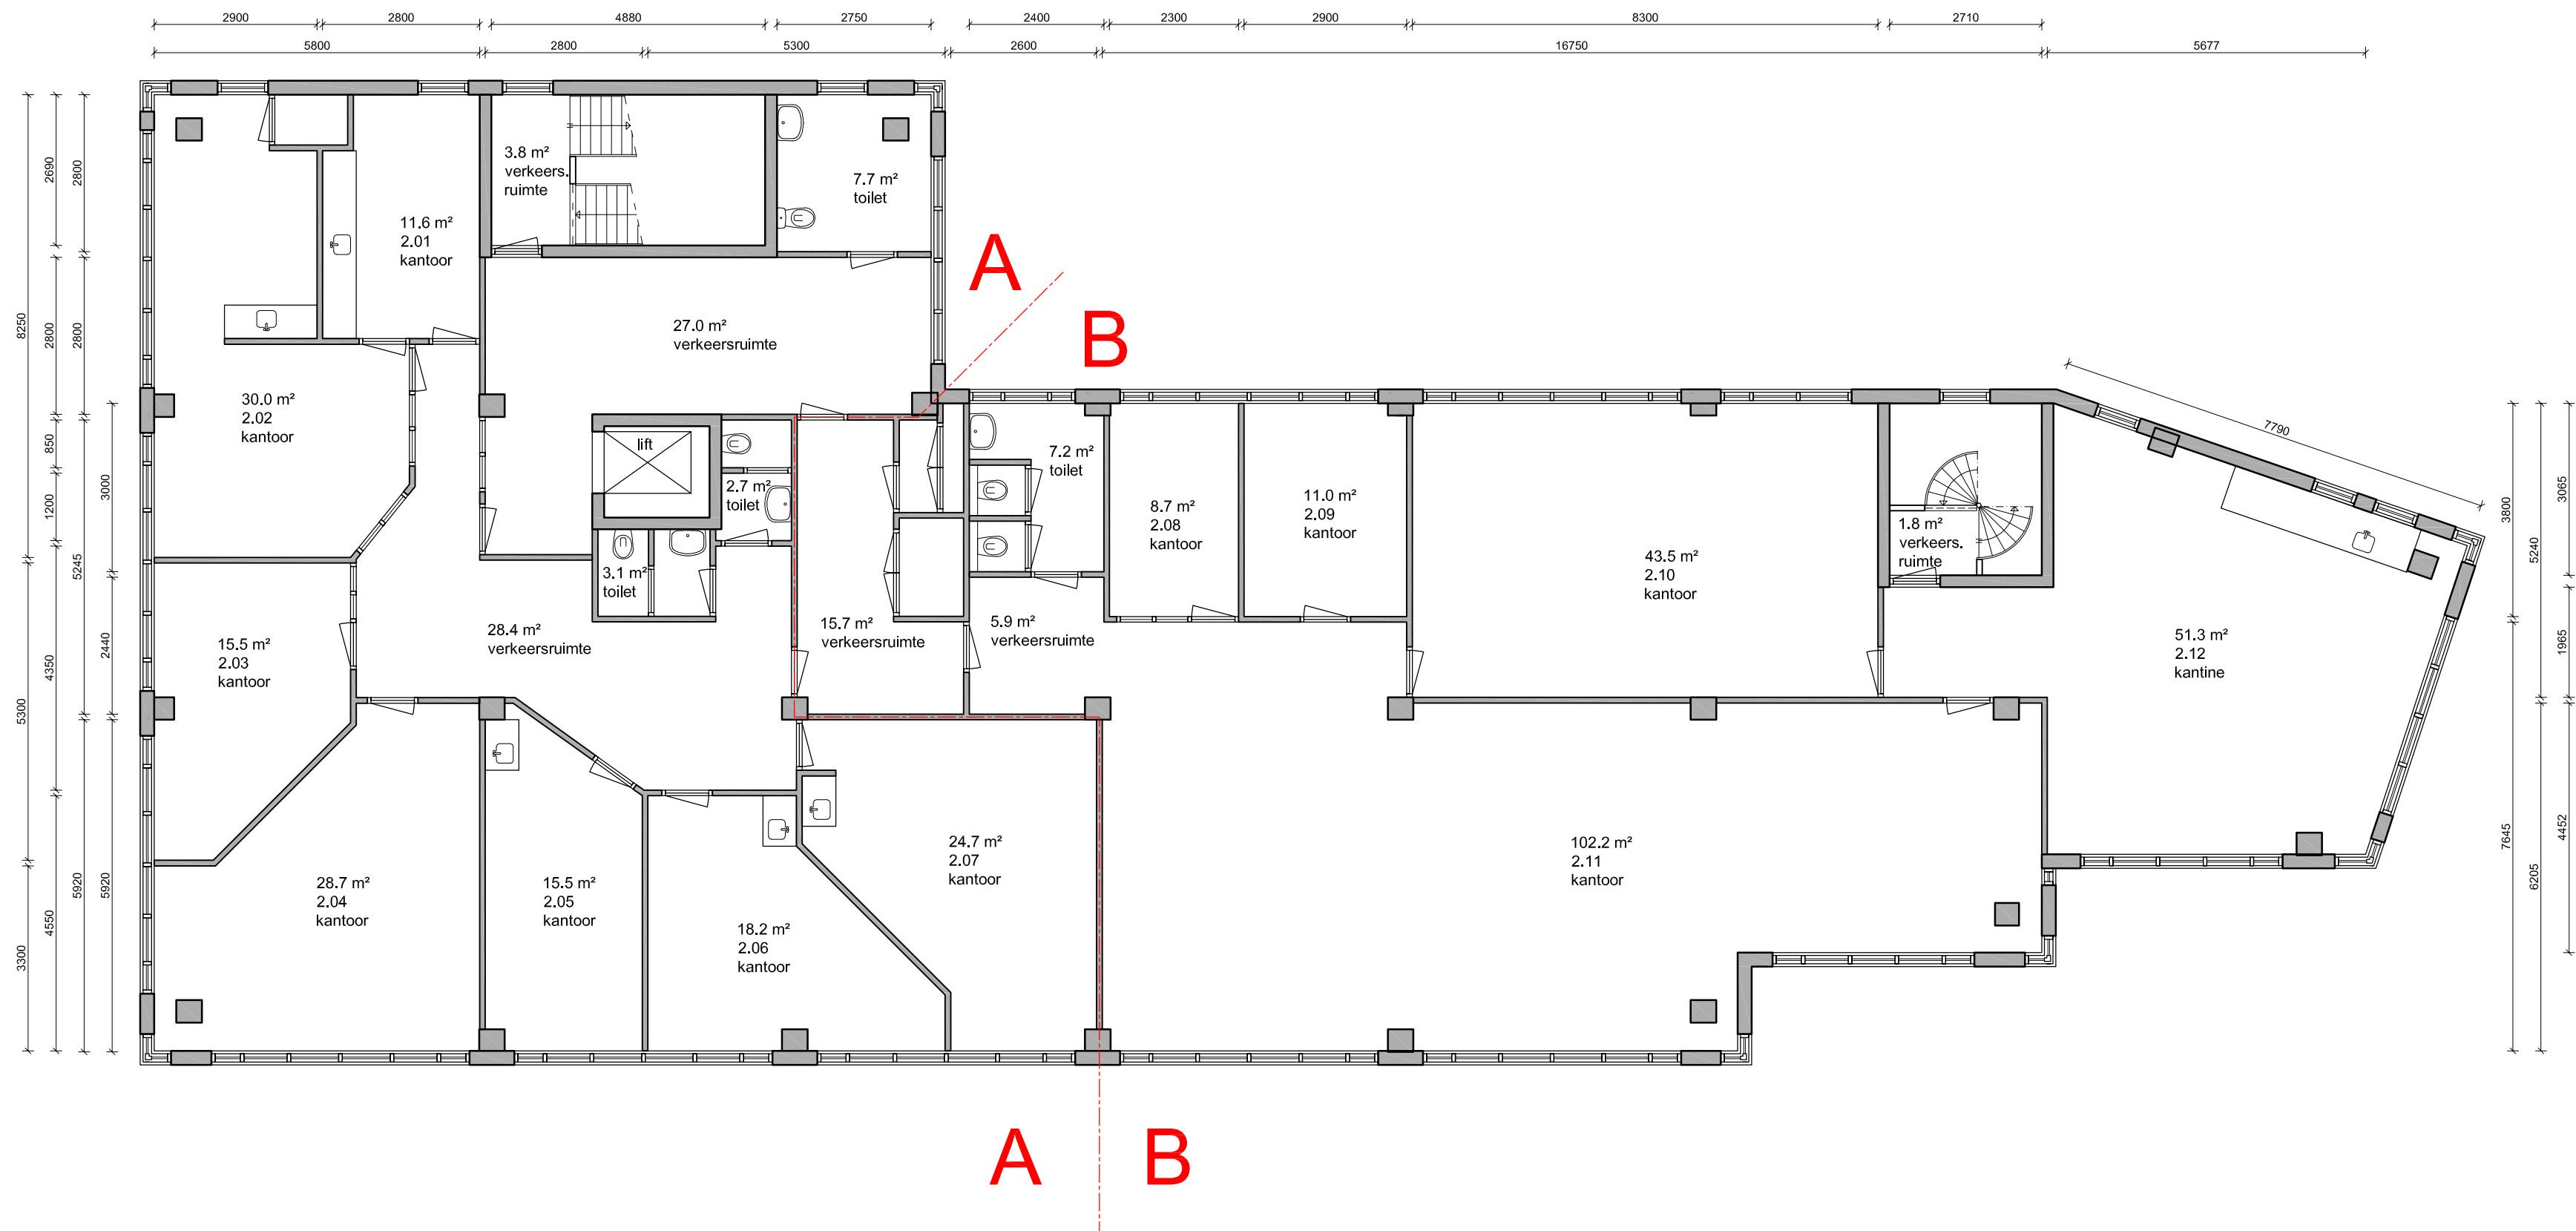 2900
2800
4880
2750
2400
2300
2900
8300
2710
5800
2800
5300
2600
16750
5677
8250
5300
3300
2690
2800
850
1200
4350
4550
2800
2800
5920
3000
5245
2440
5920
3.8 m²
verkeers.
ruimte
7.7 m²
toilet
11.6 m²
2.01
kantoor
A
B
27.0 m²
verkeersruimte
30.0 m²
2.02
kantoor
lift
2.7 m²
toilet
3.1 m²
toilet
7.2 m²
toilet
8.7 m²
2.08
kantoor
11.0 m²
2.09
kantoor
43.5 m²
2.10
kantoor
1.8 m²
verkeers.
ruimte
7790
15.5 m²
2.03
kantoor
28.4 m²
verkeersruimte
15.7 m²
verkeersruimte
5.9 m²
verkeersruimte
51.3 m²
2.12
kantine
28.7 m²
2.04
kantoor
15.5 m²
2.05
kantoor
18.2 m²
2.06
kantoor
24.7 m²
2.07
kantoor
102.2 m²
2.11
kantoor
3800
7645
5240
6205
3065
1965
4452
A
B